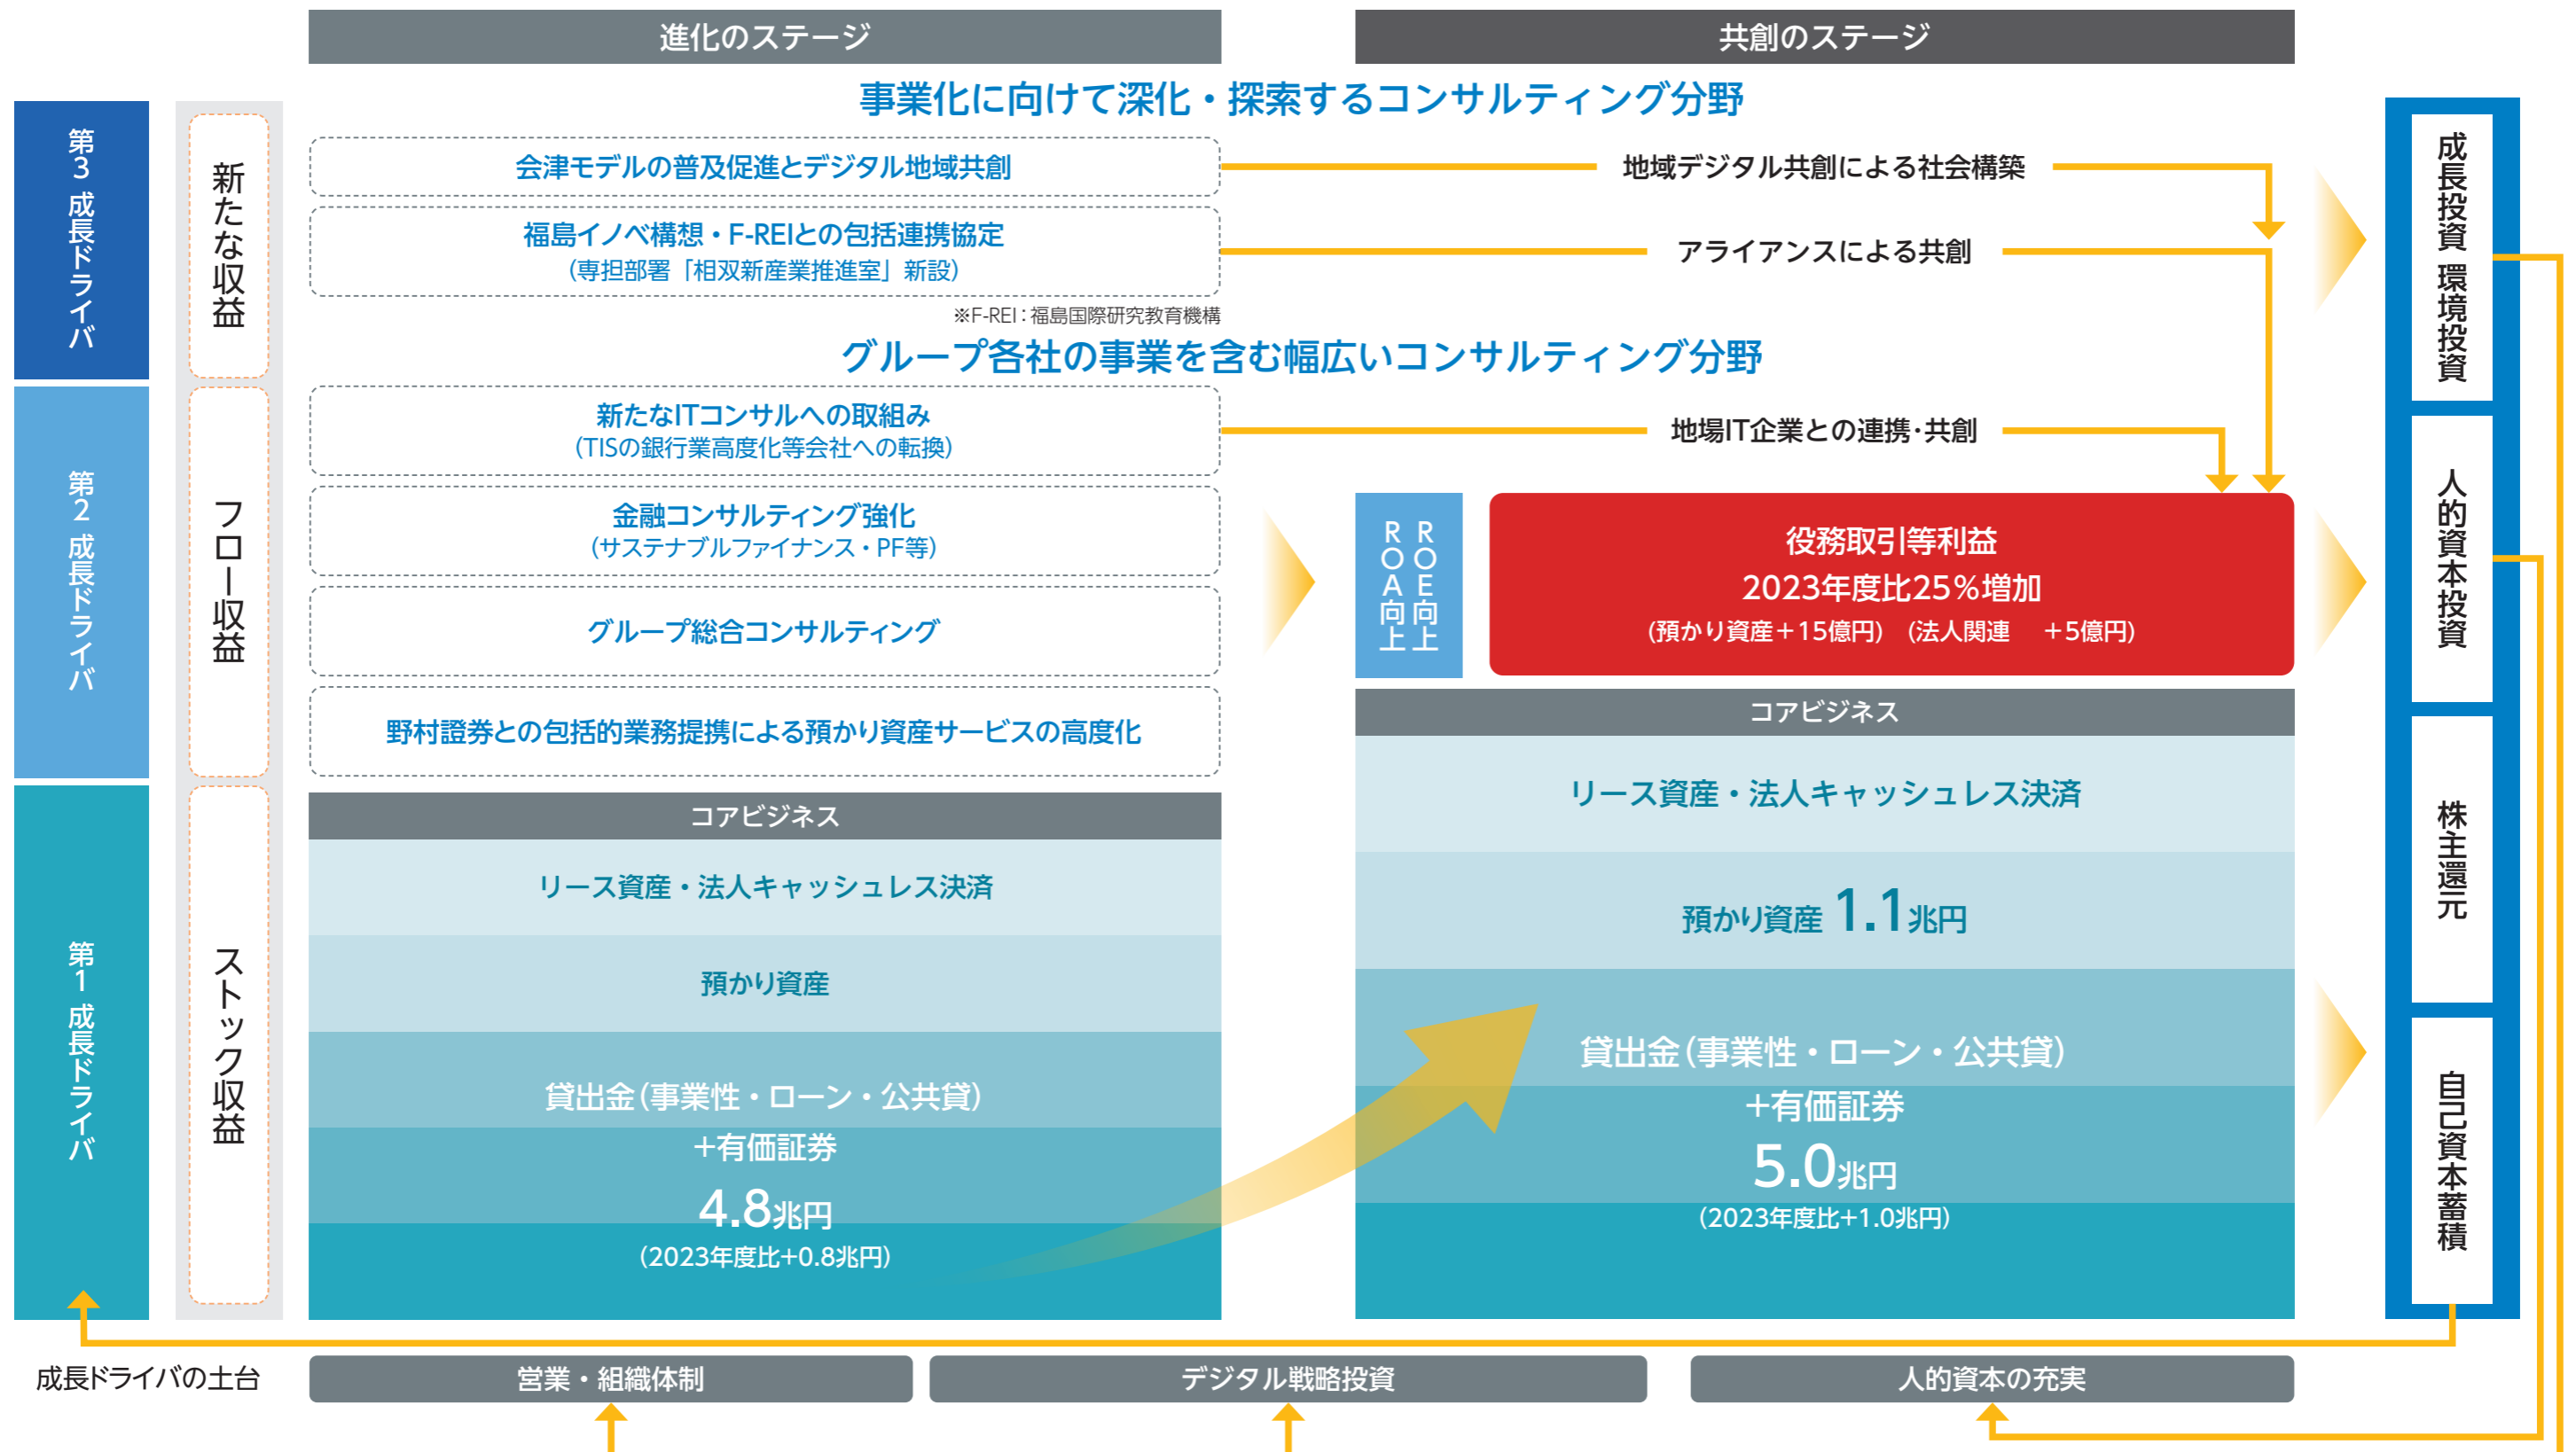 進化のステージ
共創のステージ
事業化に向けて深化・探索するコンサルティング分野
第3 成長ドライバ
新たな収益
会津モデルの普及促進とデジタル地域共創
地域デジタル共創による社会構築
福島イノベ構想・F-REIとの包括連携協定
(専担部署「相双新産業推進室」新設)
アライアンスによる共創
※F-REI：福島国際研究教育機構
グループ各社の事業を含む幅広いコンサルティング分野
第2 成長ドライバ
フロー収益
新たなITコンサルへの取組み
(TISの銀行業高度化等会社への転換)
地場IT企業との連携・共創
金融コンサルティング強化
(サステナブルファイナンス・PF等)
グループ総合コンサルティング
野村證券との包括的業務提携による預かり資産サービスの高度化
ROE向上
ROA向上
役務取引等利益
2023年度比25%増加
(預かり資産＋15億円) (法人関連　＋5億円)
第1 成長ドライバ
ストック収益
コアビジネス
リース資産・法人キャッシュレス決済
預かり資産
貸出金(事業性・ローン・公共貸)
＋有価証券
4.8兆円
(2023年度比+0.8兆円)
コアビジネス
リース資産・法人キャッシュレス決済
預かり資産 1.1兆円
貸出金(事業性・ローン・公共貸)
＋有価証券
5.0兆円
(2023年度比+1.0兆円)
成長投資 環境投資
人的資本投資
株主還元
自己資本蓄積
成長ドライバの土台
営業・組織体制
デジタル戦略投資
人的資本の充実